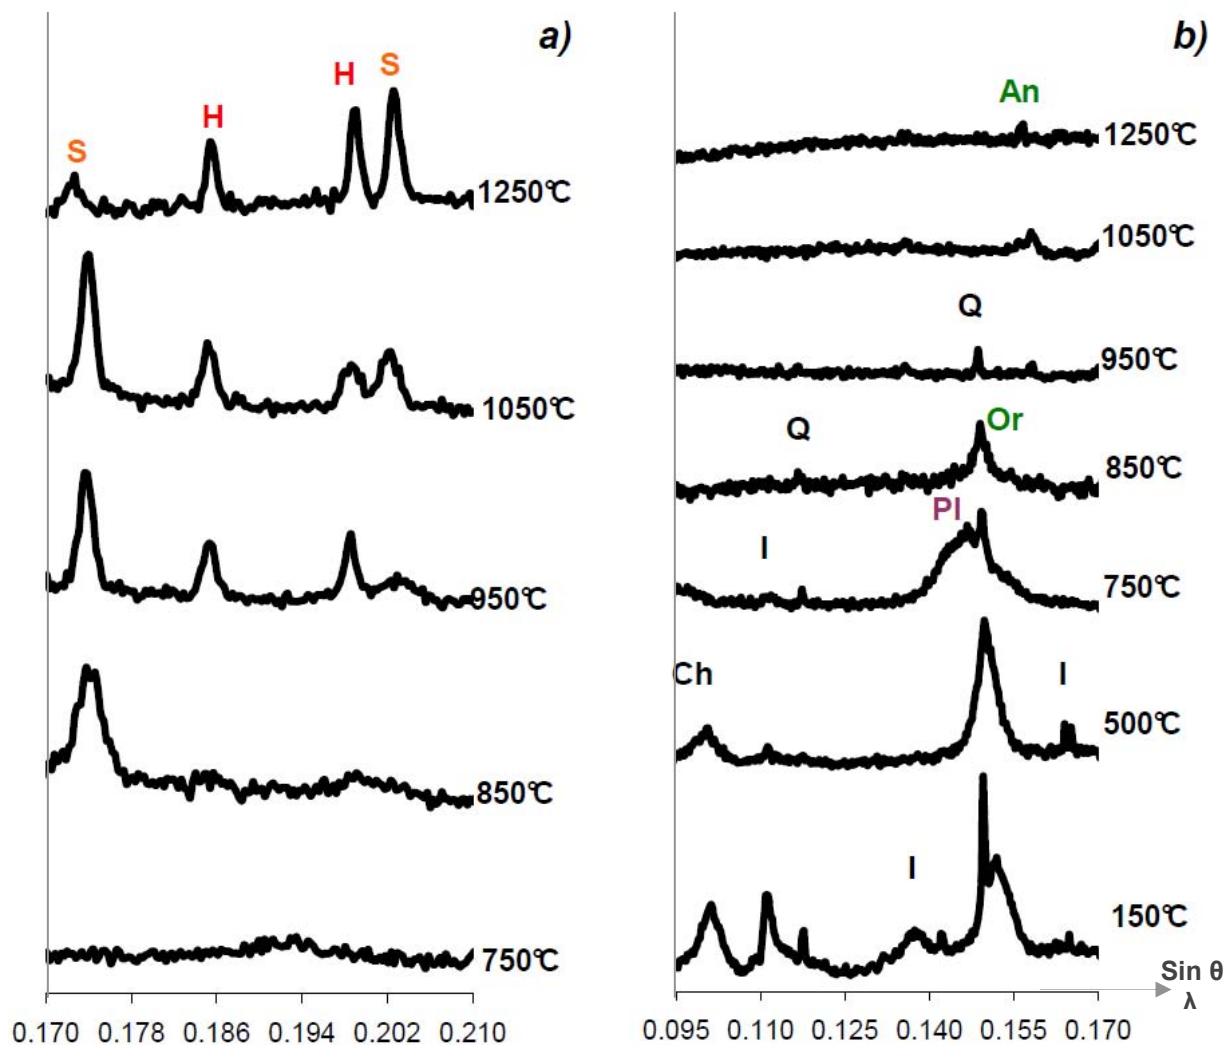 a)
S
H
H
S
1250℃
1050℃
950℃
850℃
750℃
0.170 0.178 0.186 0.194 0.202 0.210
b)
An
1250℃
1050℃
Q
950℃
Q
Or
850℃
Pl
I
750℃
Ch
I
500℃
I
150℃
Sin θ
λ
0.095 0.110 0.125 0.140 0.155 0.170